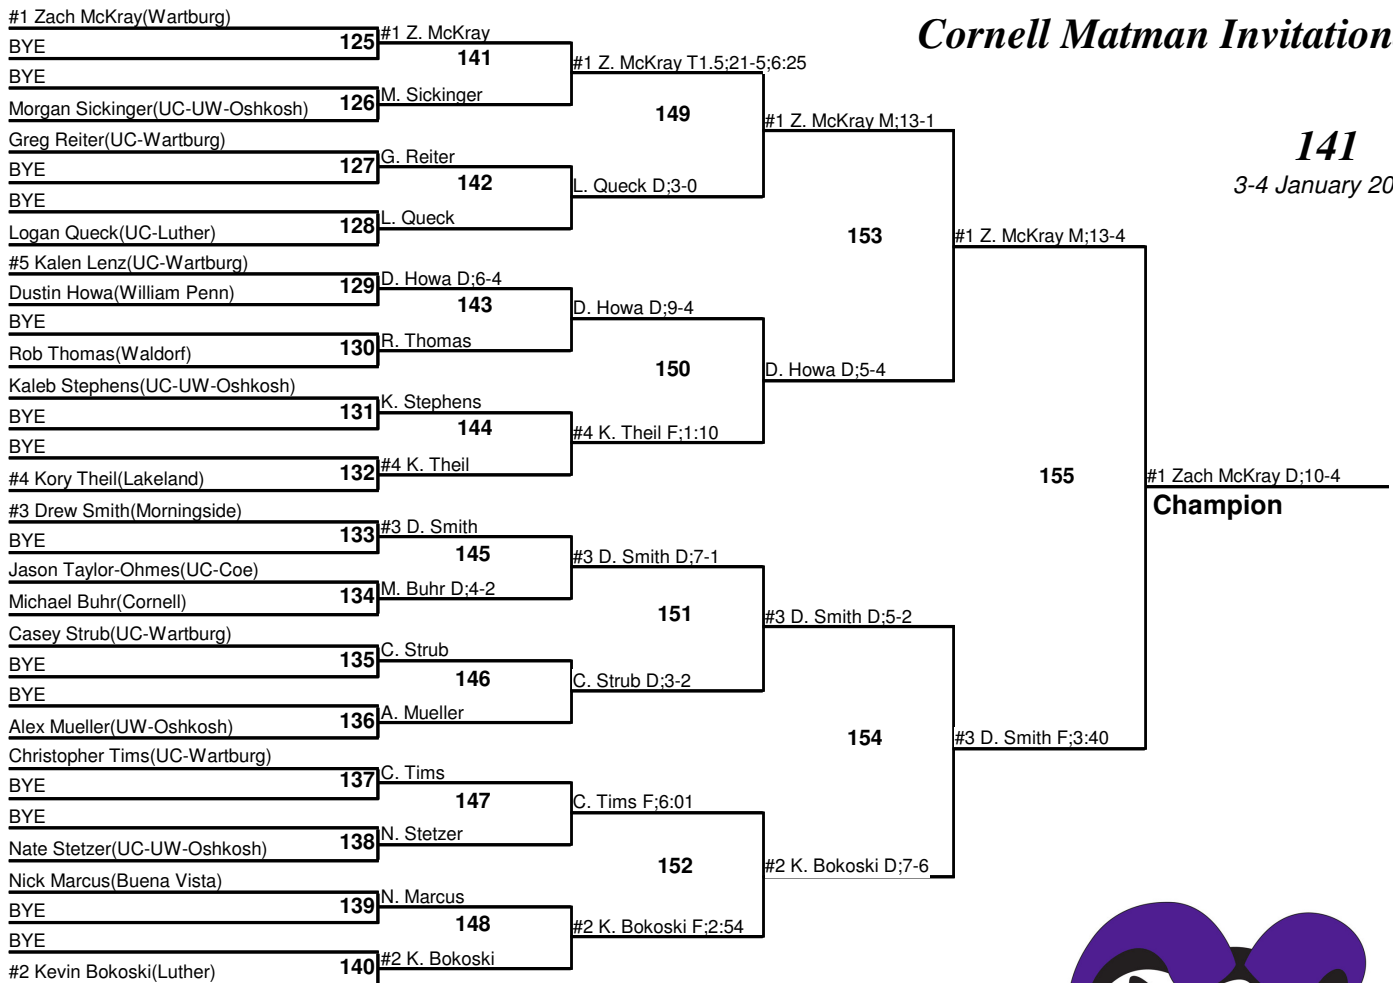 Cornell Matman Invitation
141
3-4 January 20
#1 Zach McKray(Wartburg)
BYE
125
BYE
Morgan Sickinger(UC-UW-Oshkosh)
126
Greg Reiter(UC-Wartburg)
BYE
127
BYE
Logan Queck(UC-Luther)
128
#5 Kalen Lenz(UC-Wartburg)
Dustin Howa(William Penn)
129
BYE
Rob Thomas(Waldorf)
130
Kaleb Stephens(UC-UW-Oshkosh)
BYE
131
BYE
#4 Kory Theil(Lakeland)
132
#3 Drew Smith(Morningside)
BYE
133
Jason Taylor-Ohmes(UC-Coe)
Michael Buhr(Cornell)
134
Casey Strub(UC-Wartburg)
BYE
135
BYE
Alex Mueller(UW-Oshkosh)
136
Christopher Tims(UC-Wartburg)
BYE
137
BYE
Nate Stetzer(UC-UW-Oshkosh)
138
Nick Marcus(Buena Vista)
BYE
139
BYE
#2 Kevin Bokoski(Luther)
140
#1 Z. McKray
141
M. Sickinger
G. Reiter
142
L. Queck
D. Howa D;6-4
143
R. Thomas
K. Stephens
144
#4 K. Theil
#3 D. Smith
145
M. Buhr D;4-2
C. Strub
146
A. Mueller
C. Tims
147
N. Stetzer
N. Marcus
148
#2 K. Bokoski
#1 Z. McKray T1.5;21-5;6:25
149
L. Queck D;3-0
D. Howa D;9-4
150
#4 K. Theil F;1:10
#3 D. Smith D;7-1
151
C. Strub D;3-2
C. Tims F;6:01
152
#2 K. Bokoski F;2:54
#1 Z. McKray M;13-1
153
D. Howa D;5-4
#3 D. Smith D;5-2
154
#2 K. Bokoski D;7-6
#1 Z. McKray M;13-4
155
#3 D. Smith F;3:40
#1 Zach McKray D;10-4
Champion